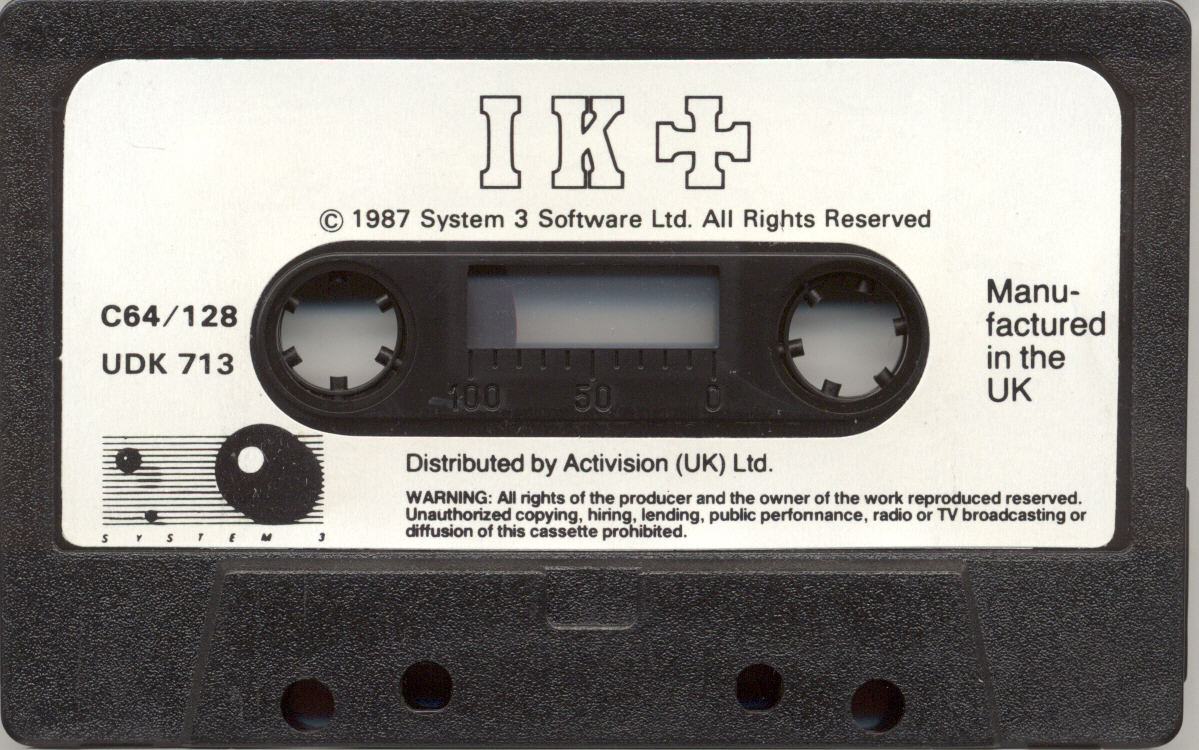 IK+
© 1987 System 3 Software Ltd. All Rights Reserved
C64/128
UDK 713
Manu-
factured
in the
UK
100 50 0
SYSTEM 3
Distributed by Activision (UK) Ltd.
WARNING: All rights of the producer and the owner of the work reproduced reserved.
Unauthorized copying, hiring, lending, public performance, radio or TV broadcasting or
diffusion of this cassette prohibited.